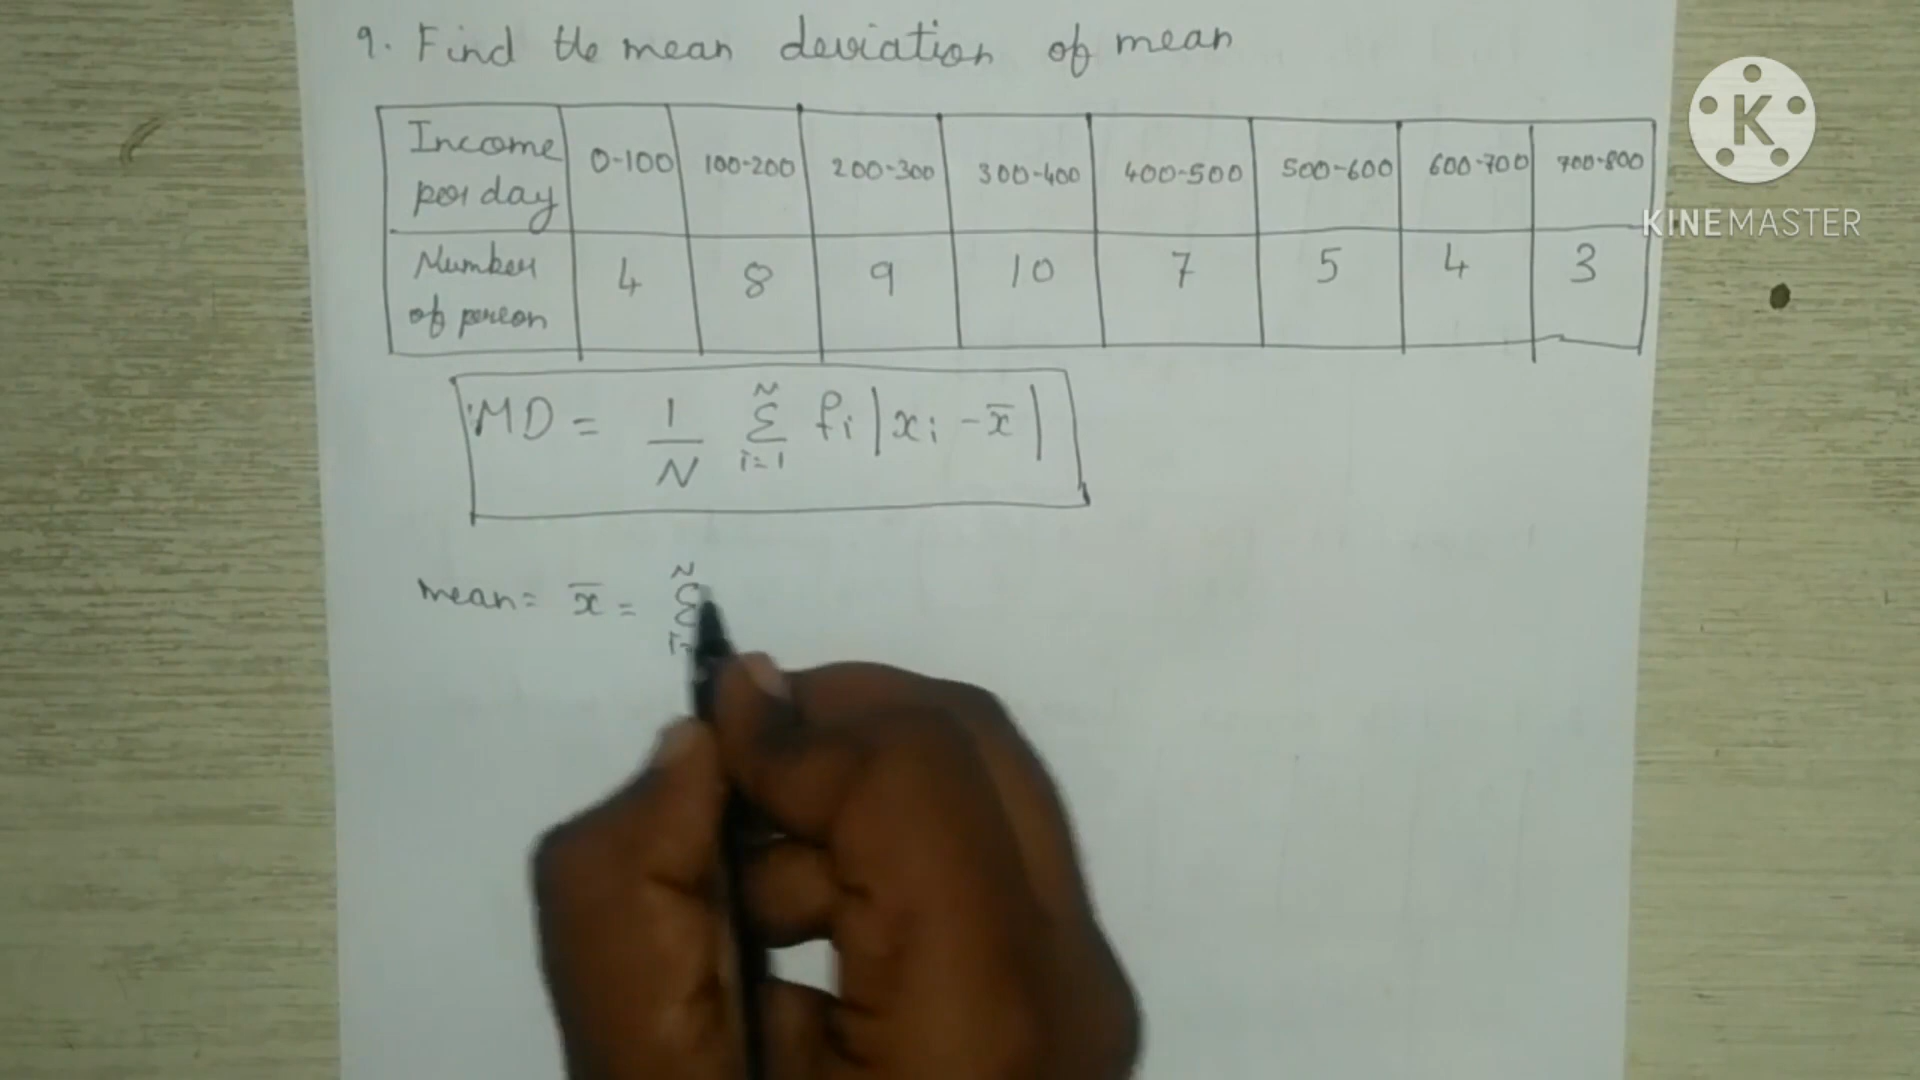 9. Find the mean deviation of mean
Income per day 0-100 100-200 200-300 300-400 400-500 500-600 600-700 700-800
Number of person 4 8 9 10 7 5 4 3
MD = 1/N Σ i=1 N fi |xi - x̄|
mean = x̄ = N Σ i=
K
KINEMASTER